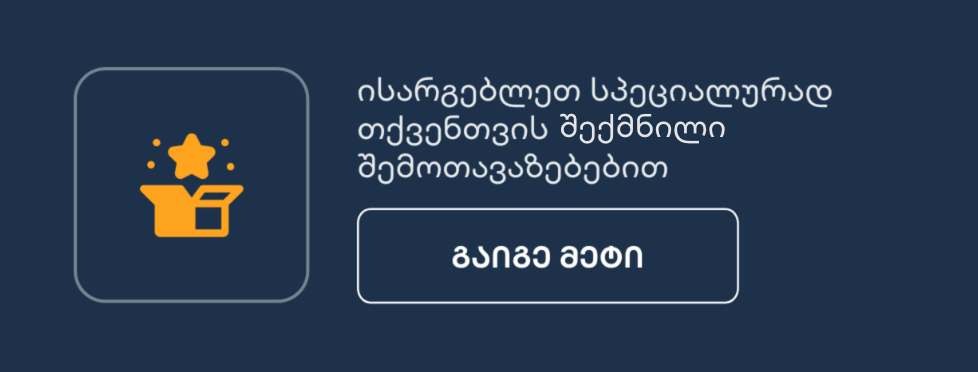 ისარგებლეთ სპეციალურად
თქვენთვის შექმნილი
შემოთავაზებებით
გაიგე მეტი